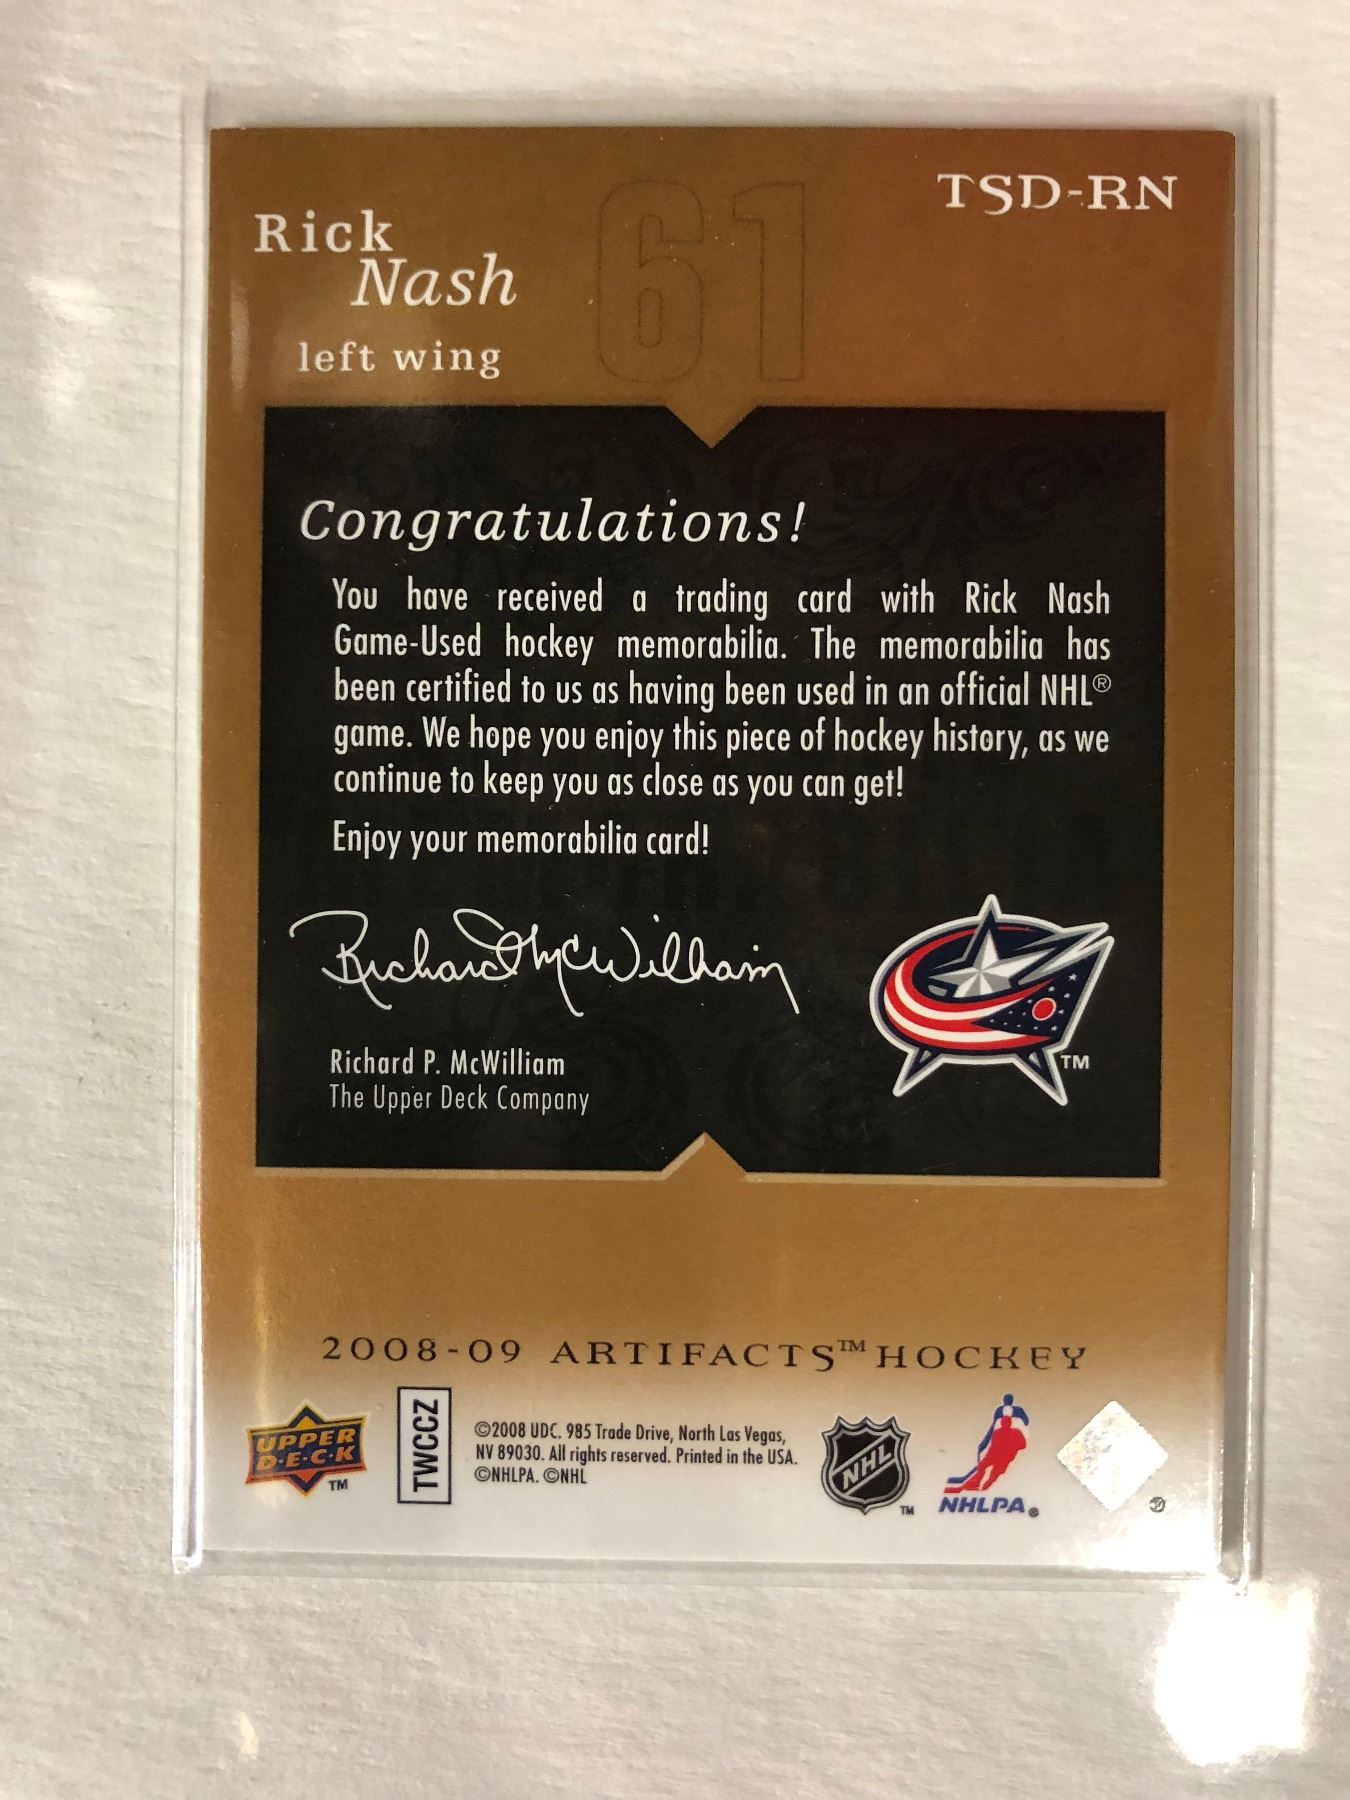 TSD-RN
61
Rick
Nash
left wing
Congratulations!
You have received a trading card with Rick Nash
Game-Used hockey memorabilia. The memorabilia has
been certified to us as having been used in an official NHL®
game. We hope you enjoy this piece of hockey history, as we
continue to keep you as close as you can get!
Enjoy your memorabilia card!
Richard McWilliam
TM
Richard P. McWilliam
The Upper Deck Company
2008-09 ARTIFACTS™ HOCKEY
UPPER
D·E·C·K
TM
TWCCZ
©2008 UDC. 985 Trade Drive, North Las Vegas,
NV 89030. All rights reserved. Printed in the USA.
©NHLPA. ©NHL
NHL
TM
NHLPA®
®